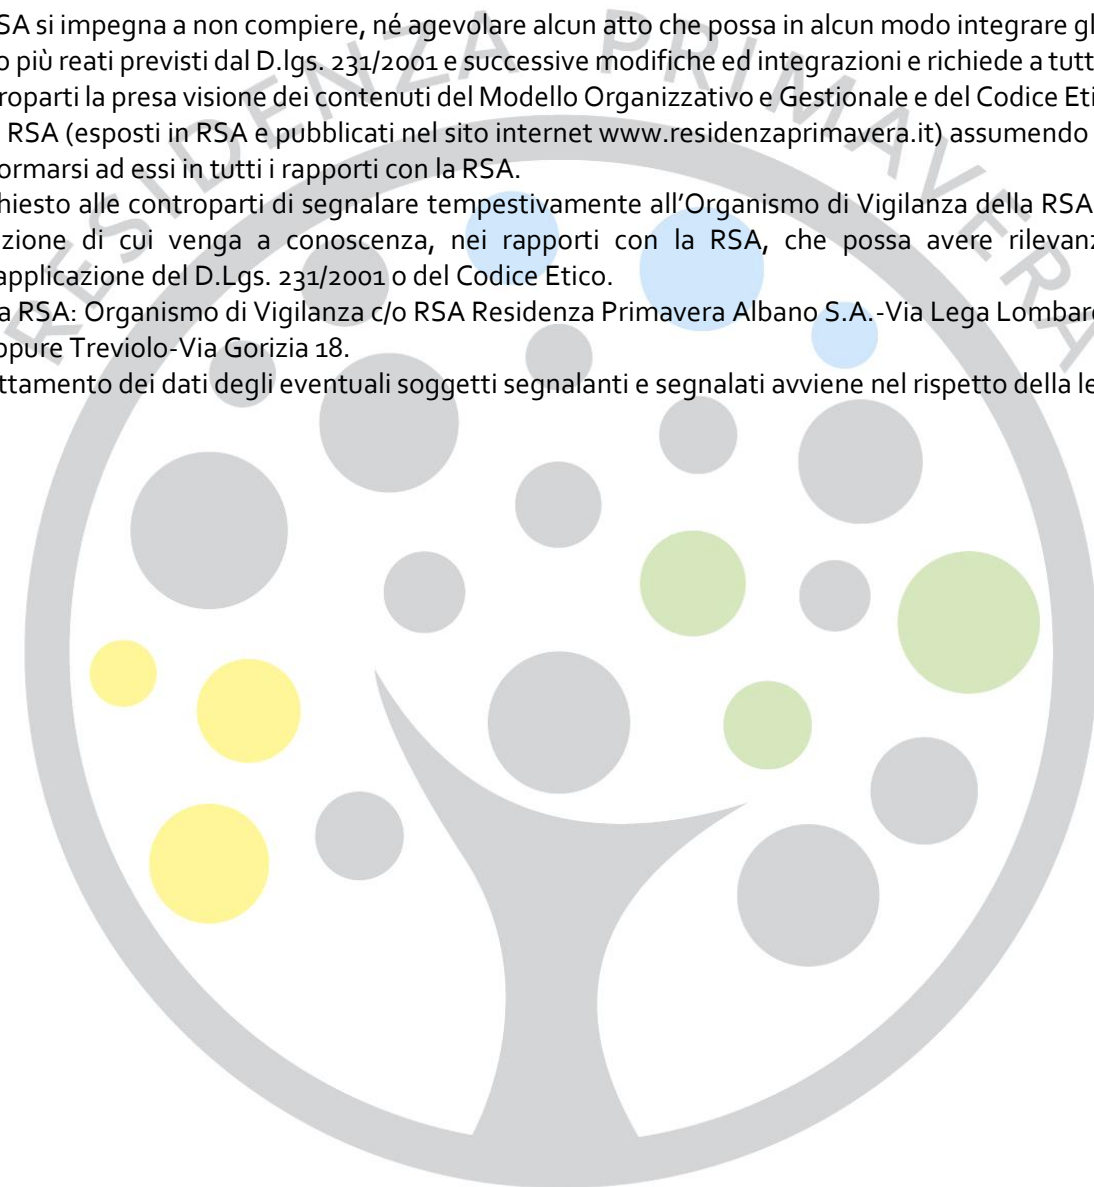 SA si impegna a non compiere, né agevolare alcun atto che possa in alcun modo integrare gl
o più reati previsti dal D.lgs. 231/2001 e successive modifiche ed integrazioni e richiede a tutt
roparti la presa visione dei contenuti del Modello Organizzativo e Gestionale e del Codice Eti
RSA (esposti in RSA e pubblicati nel sito internet www.residenzaprimavera.it) assumendo
ormarsi ad essi in tutti i rapporti con la RSA.
hiesto alle controparti di segnalare tempestivamente all'Organismo di Vigilanza della RSA
zione di cui venga a conoscenza, nei rapporti con la RSA, che possa avere rilevanz
applicazione del D.Lgs. 231/2001 o del Codice Etico.
a RSA: Organismo di Vigilanza c/o RSA Residenza Primavera Albano S.A.-Via Lega Lombard
ppure Treviolo-Via Gorizia 18.
ttamento dei dati degli eventuali soggetti segnalanti e segnalati avviene nel rispetto della le
RESIDENZA PRIMAVERA